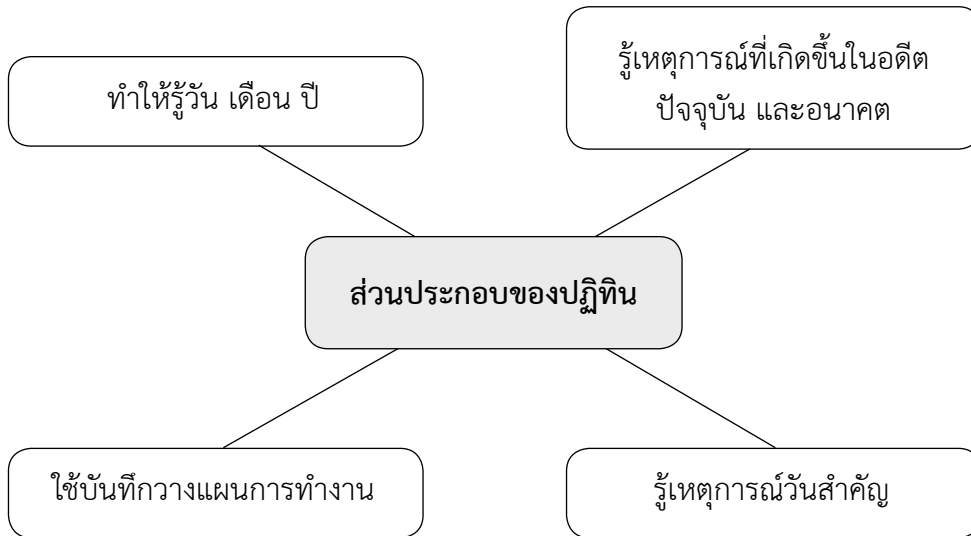 ทำให้รู้วัน เดือน ปี
รู้เหตุการณ์ที่เกิดขึ้นในอดีต
ปัจจุบัน และอนาคต
ส่วนประกอบของปฏิทิน
ใช้บันทึกวางแผนการทำงาน
รู้เหตุการณ์วันสำคัญ